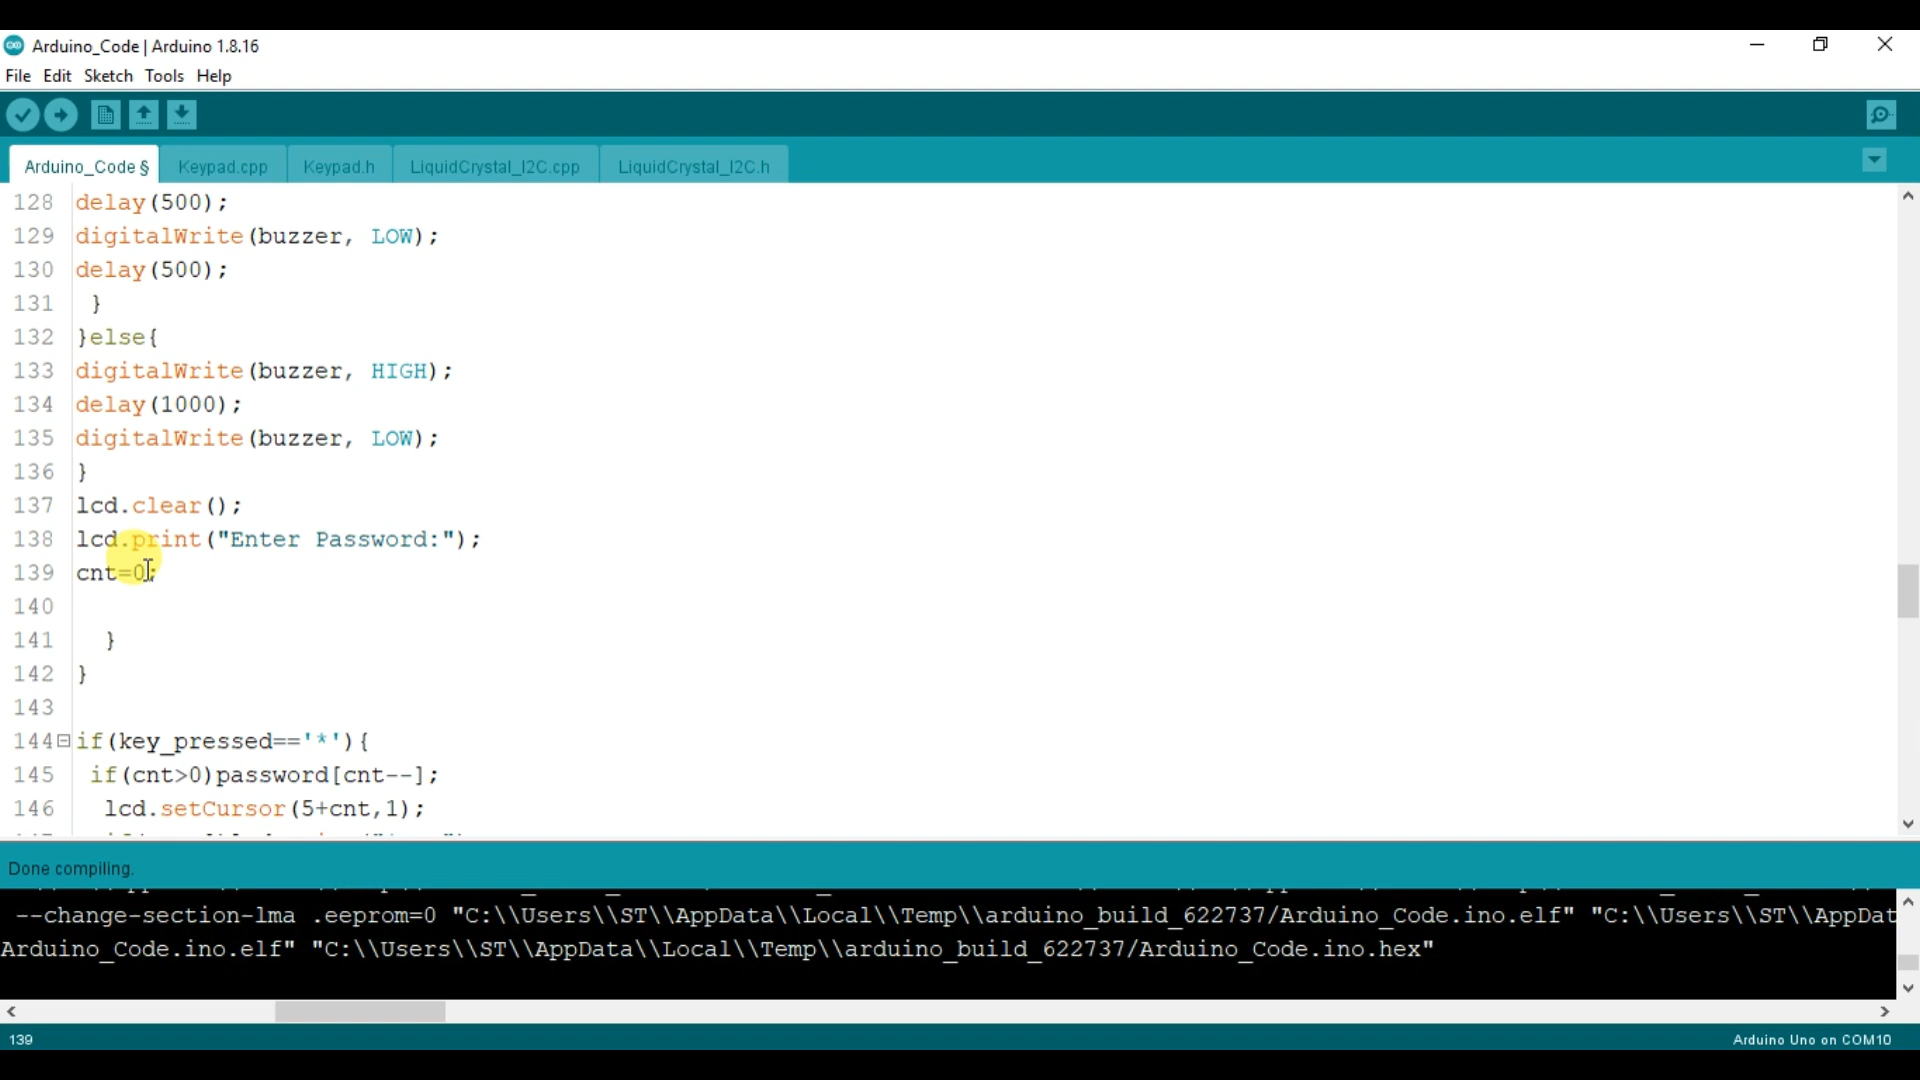 Arduino_Code | Arduino 1.8.16
File Edit Sketch Tools Help
Arduino_Code § Keypad.cpp Keypad.h LiquidCrystal_I2C.cpp LiquidCrystal_I2C.h
128 delay(500);
129 digitalWrite(buzzer, LOW);
130 delay(500);
131 }
132 }else{
133 digitalWrite(buzzer, HIGH);
134 delay(1000);
135 digitalWrite(buzzer, LOW);
136 }
137 lcd.clear();
138 lcd.print("Enter Password:");
139 cnt=0;
140
141 }
142 }
143
144 if(key_pressed=='*'){
145 if(cnt>0)password[cnt--];
146 lcd.setCursor(5+cnt,1);
Done compiling.
--change-section-lma .eeprom=0 "C:\\Users\\ST\\AppData\\Local\\Temp\\arduino_build_622737/Arduino_Code.ino.elf" "C:\\Users\\ST\\AppDat
Arduino_Code.ino.elf" "C:\\Users\\ST\\AppData\\Local\\Temp\\arduino_build_622737/Arduino_Code.ino.hex"
139 Arduino Uno on COM10